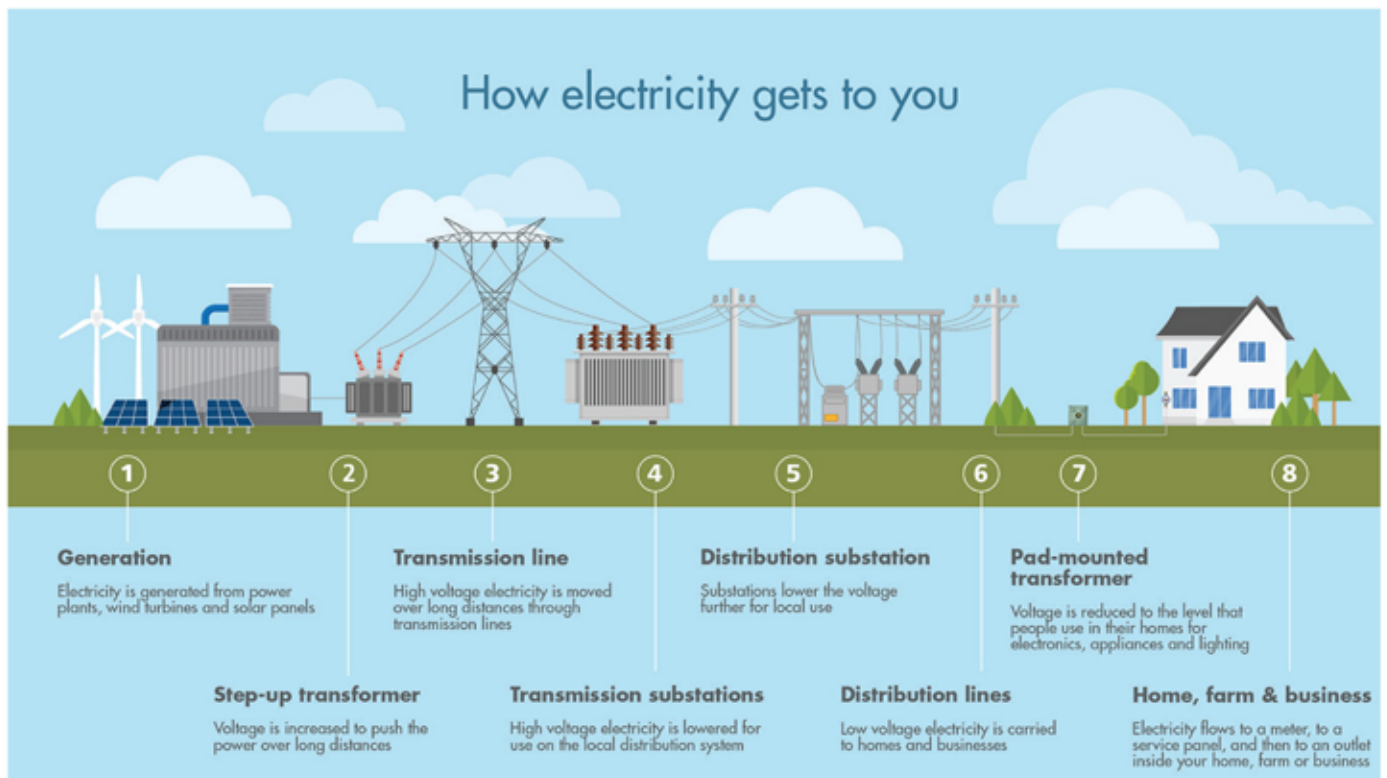 How electricity gets to you
1
2
3
4
5
6
7
8
Generation
Electricity is generated from power
plants, wind turbines and solar panels
Step-up transformer
Voltage is increased to push the
power over long distances
Transmission line
High voltage electricity is moved
over long distances through
transmission lines
Transmission substations
High voltage electricity is lowered for
use on the local distribution system
Distribution substation
Substations lower the voltage
further for local use
Distribution lines
Low voltage electricity is carried
to homes and businesses
Pad-mounted
transformer
Voltage is reduced to the level that
people use in their homes for
electronics, appliances and lighting
Home, farm & business
Electricity flows to a meter, to a
service panel, and then to an outlet
inside your home, farm or business